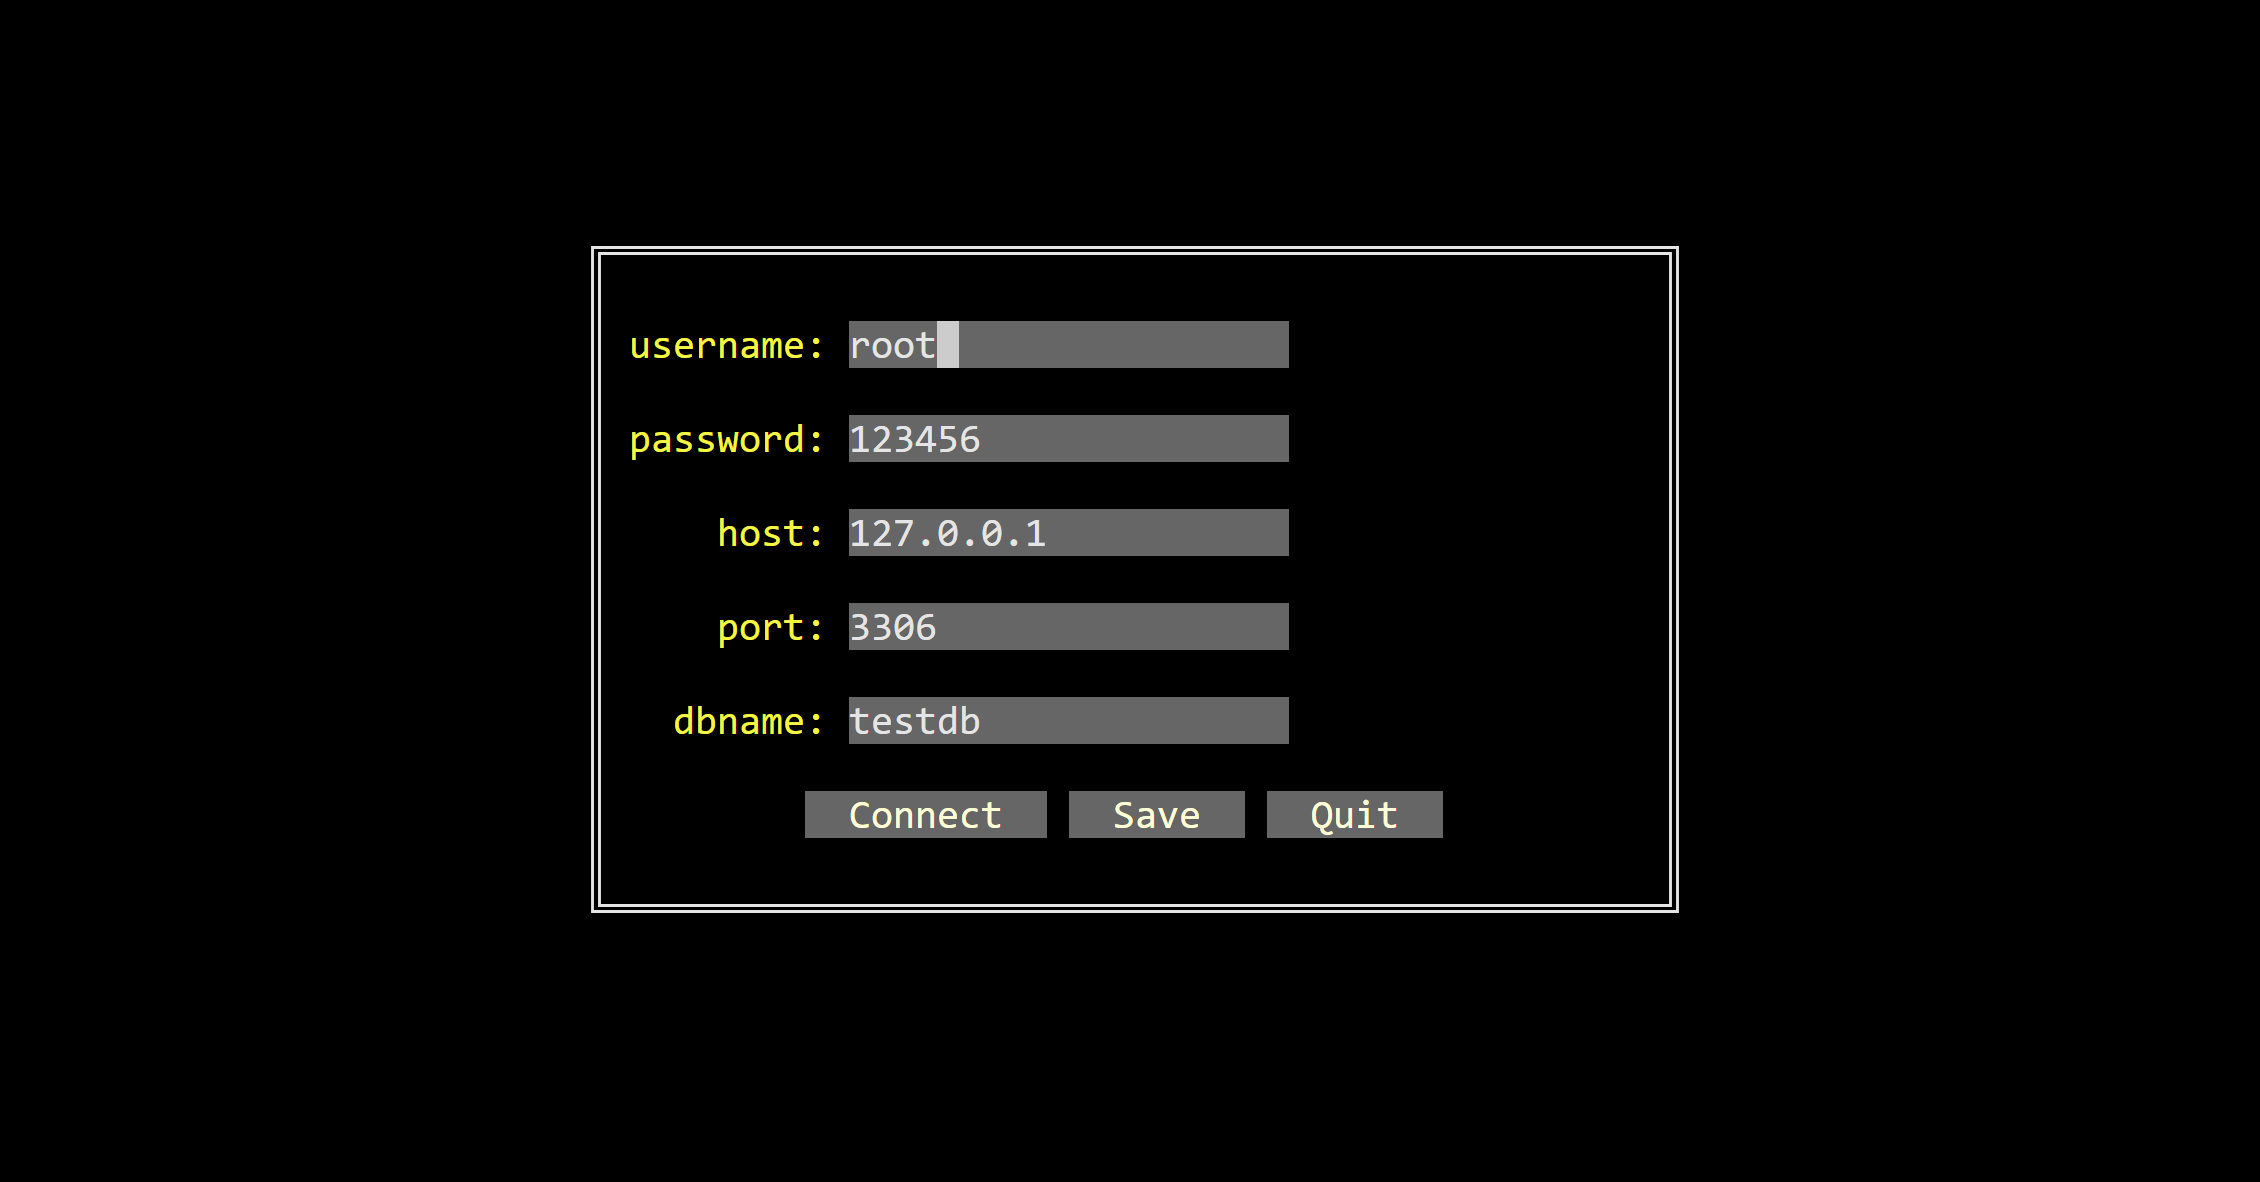 username: root
password: 123456
host: 127.0.0.1
port: 3306
dbname: testdb
Connect Save Quit